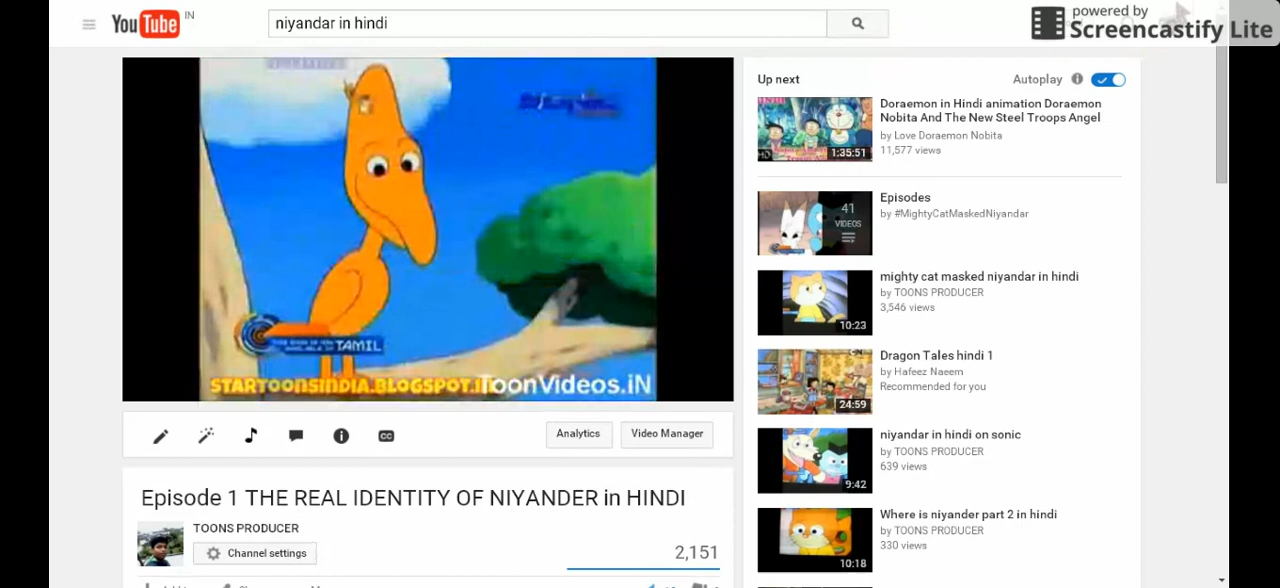 YouTube IN
niyandar in hindi
powered by
Screencastify Lite
TAMIL
STARTOONSINDIA.BLOGSPOT.
ToonVideos.iN
Analytics
Video Manager
Episode 1 THE REAL IDENTITY OF NIYANDER in HINDI
TOONS PRODUCER
Channel settings
2,151
Up next
Autoplay
Doraemon in Hindi animation Doraemon
Nobita And The New Steel Troops Angel
by Love Doraemon Nobita
11,577 views
1:35:51
Episodes
by #MightyCatMaskedNiyandar
41
VIDEOS
mighty cat masked niyandar in hindi
by TOONS PRODUCER
3,546 views
10:23
Dragon Tales hindi 1
by Hafeez Naeem
Recommended for you
24:59
niyandar in hindi on sonic
by TOONS PRODUCER
639 views
9:42
Where is niyander part 2 in hindi
by TOONS PRODUCER
330 views
10:18